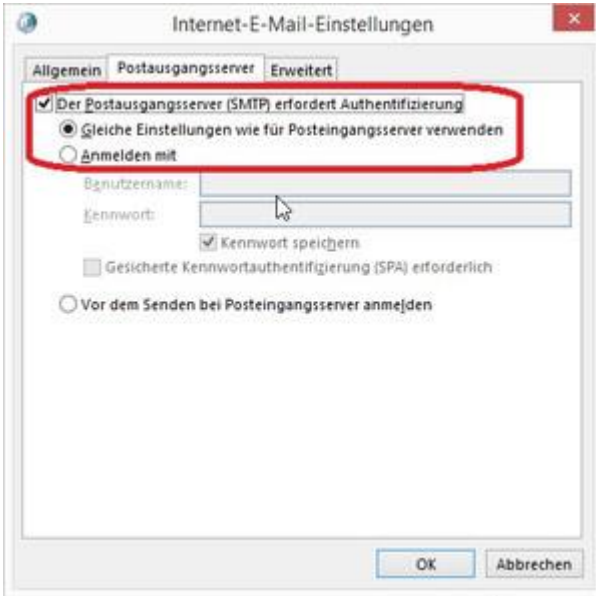 Internet-E-Mail-Einstellungen
Allgemein Postausgangsserver Erweitert
Der Postausgangsserver (SMTP) erfordert Authentifizierung
Gleiche Einstellungen wie für Posteingangsserver verwenden
Anmelden mit
Benutzername:
Kennwort:
Kennwort speichern
Gesicherte Kennwortauthentifizierung (SPA) erforderlich
Vor dem Senden bei Posteingangsserver anmelden
OK Abbrechen